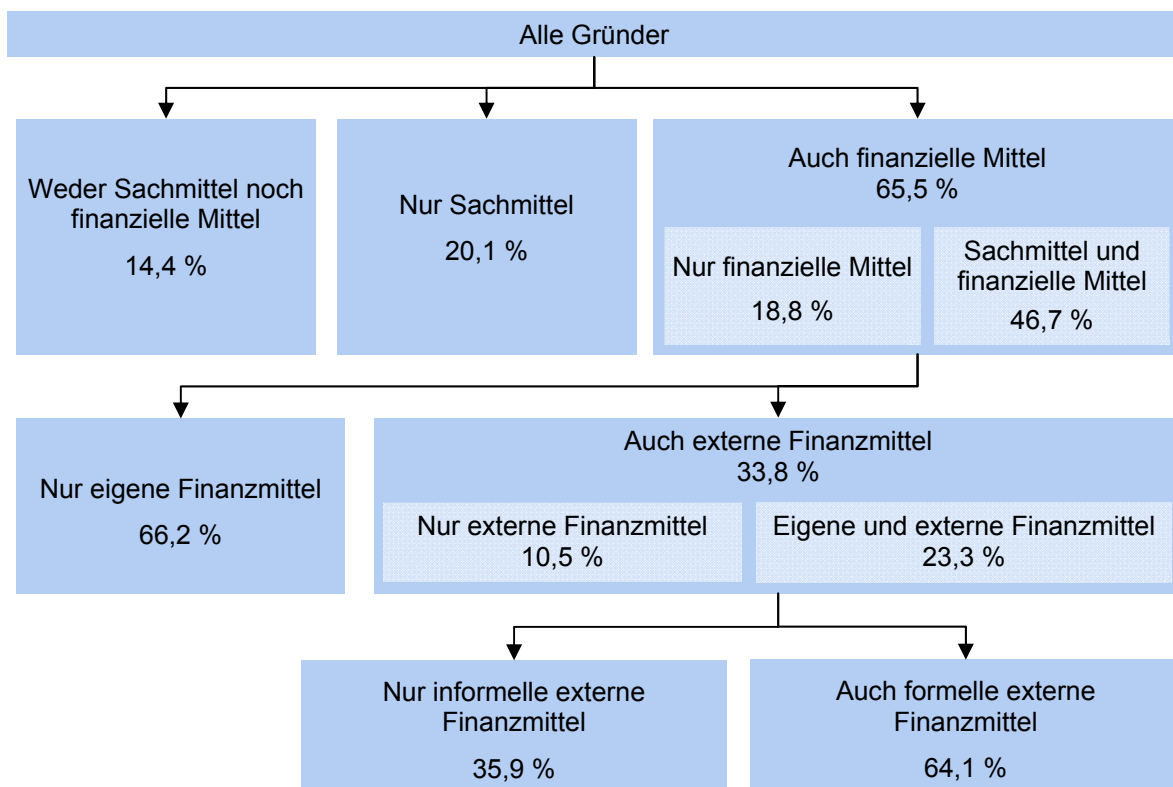 Alle Gründer
Weder Sachmittel noch
finanzielle Mittel
14,4 %
Nur Sachmittel
20,1 %
Auch finanzielle Mittel
65,5 %
Nur finanzielle Mittel
18,8 %
Sachmittel und
finanzielle Mittel
46,7 %
Nur eigene Finanzmittel
66,2 %
Auch externe Finanzmittel
33,8 %
Nur externe Finanzmittel
10,5 %
Eigene und externe Finanzmittel
23,3 %
Nur informelle externe
Finanzmittel
35,9 %
Auch formelle externe
Finanzmittel
64,1 %